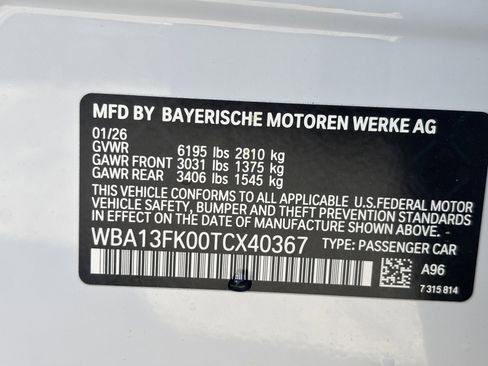 MFD BY BAYERISCHE MOTOREN WERKE AG
01/26
GVWR 6195 lbs 2810 kg
GAWR FRONT 3031 lbs 1375 kg
GAWR REAR 3406 lbs 1545 kg
THIS VEHICLE CONFORMS TO ALL APPLICABLE U.S.FEDERAL MOTOR
VEHICLE SAFETY, BUMPER AND THEFT PREVENTION STANDARDS
IN EFFECT ON THE DATE OF MANUFACTURE SHOWN ABOVE.
WBA13FK00TCX40367 TYPE: PASSENGER CAR
A96
7 315 814